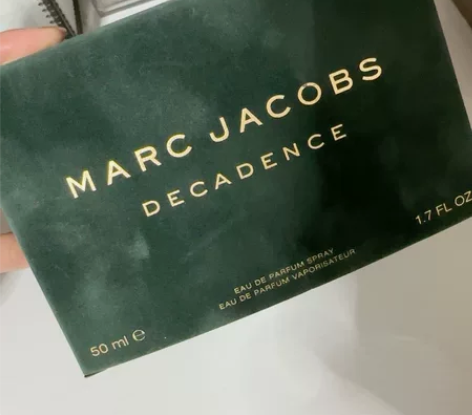 MARC JACOBS
DECADENCE
EAU DE PARFUM SPRAY
EAU DE PARFUM VAPORISATEUR
50 ml ℮
1.7 FL OZ